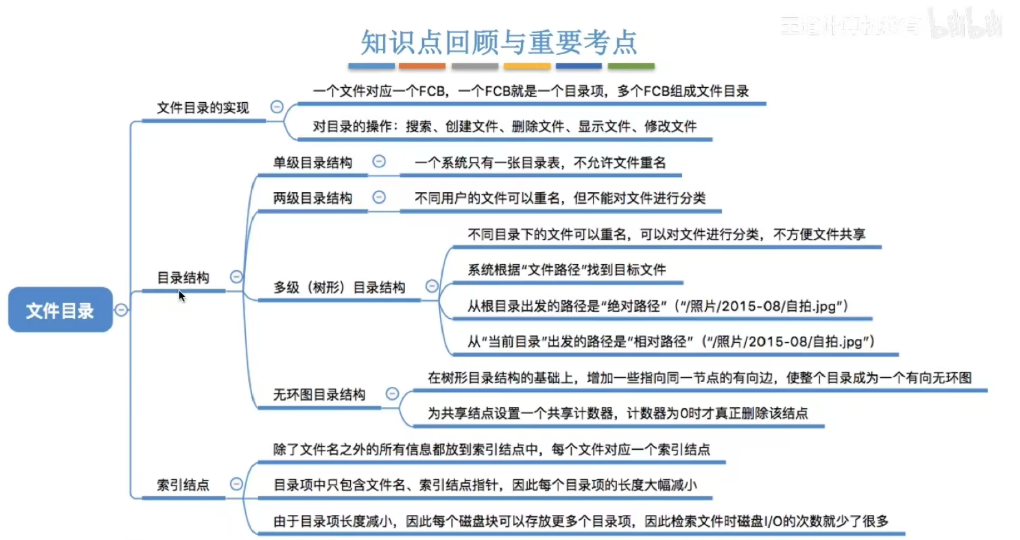 知识点回顾与重要考点
一个文件对应一个FCB，一个FCB就是一个目录项，多个FCB组成文件目录
文件目录的实现
对目录的操作：搜索、创建文件、删除文件、显示文件、修改文件
单级目录结构
一个系统只有一张目录表，不允许文件重名
两级目录结构
不同用户的文件可以重名，但不能对文件进行分类
不同目录下的文件可以重名，可以对文件进行分类，不方便文件共享
系统根据“文件路径”找到目标文件
目录结构
多级（树形）目录结构
从根目录出发的路径是“绝对路径”（“/照片/2015-08/自拍.jpg”）
文件目录
从“当前目录”出发的路径是“相对路径”（“/照片/2015-08/自拍.jpg”）
在树形目录结构的基础上，增加一些指向同一节点的有向边，使整个目录成为一个有向无环图
无环图目录结构
为共享结点设置一个共享计数器，计数器为0时才真正删除该结点
除了文件名之外的所有信息都放到索引结点中，每个文件对应一个索引结点
索引结点
目录项中只包含文件名、索引结点指针，因此每个目录项的长度大幅减小
由于目录项长度减小，因此每个磁盘块可以存放更多个目录项，因此检索文件时磁盘I/O的次数就少了很多
bilibili